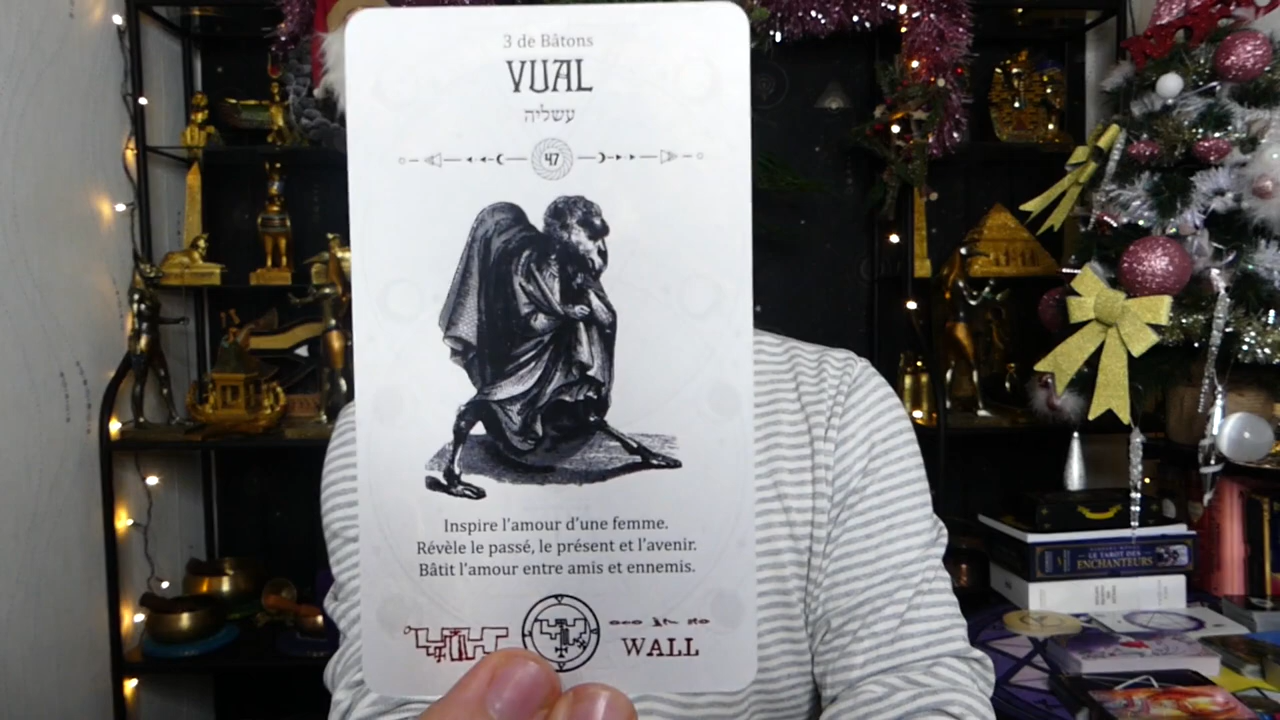 3 de Bâtons
VUAL
עשליה
47
Inspire l'amour d'une femme.
Révèle le passé, le présent et l'avenir.
Bâtit l'amour entre amis et ennemis.
WALL
LE TAROT DES
ENCHANTEURS